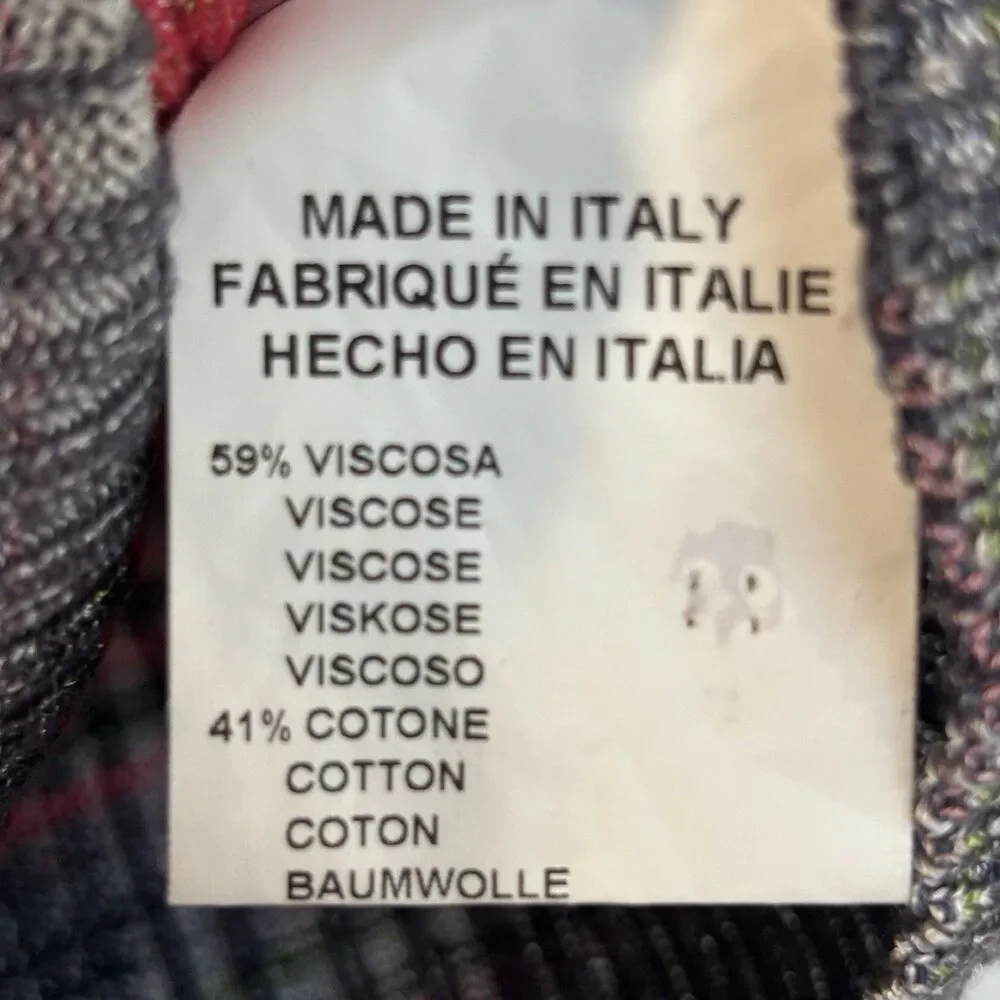 MADE IN ITALY
FABRIQUÉ EN ITALIE
HECHO EN ITALIA
59% VISCOSA
VISCOSE
VISCOSE
VISKOSE
VISCOSO
41% COTONE
COTTON
COTON
BAUMWOLLE